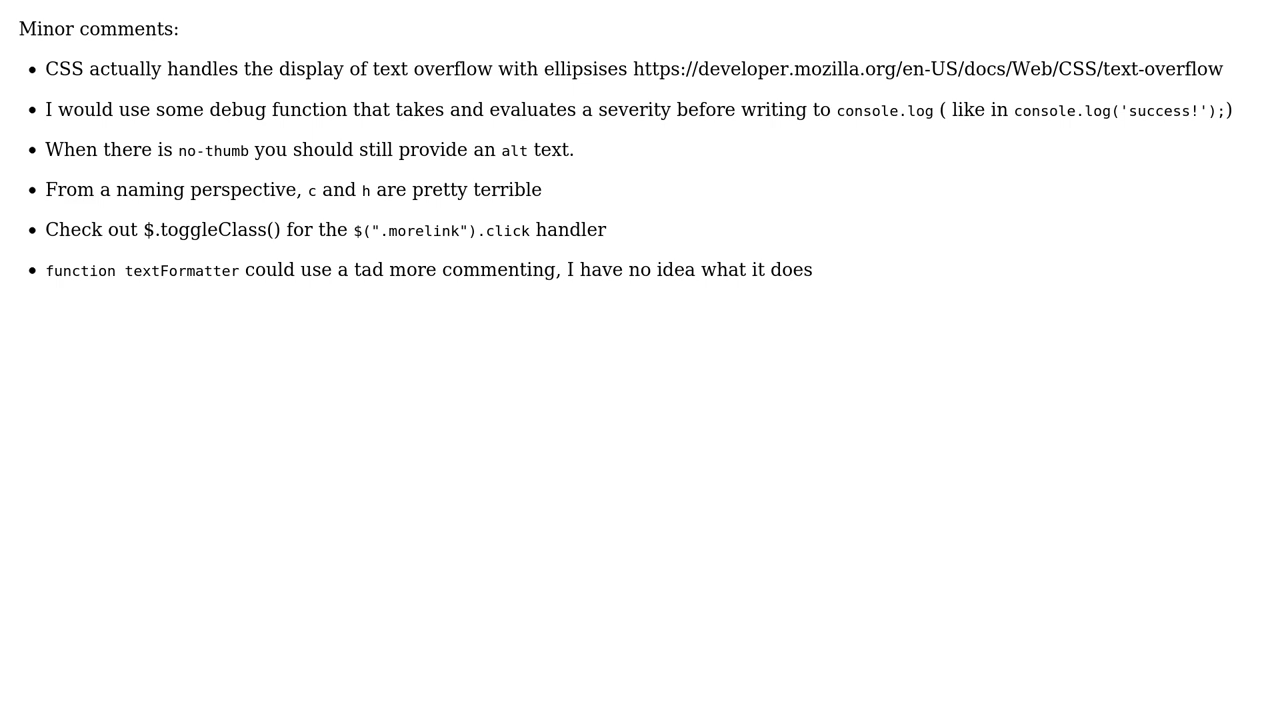 Minor comments:
• CSS actually handles the display of text overflow with ellipsises https://developer.mozilla.org/en-US/docs/Web/CSS/text-overflow
• I would use some debug function that takes and evaluates a severity before writing to console.log ( like in console.log('success!');)
• When there is no-thumb you should still provide an alt text.
• From a naming perspective, c and h are pretty terrible
• Check out $.toggleClass() for the $(".morelink").click handler
• function textFormatter could use a tad more commenting, I have no idea what it does